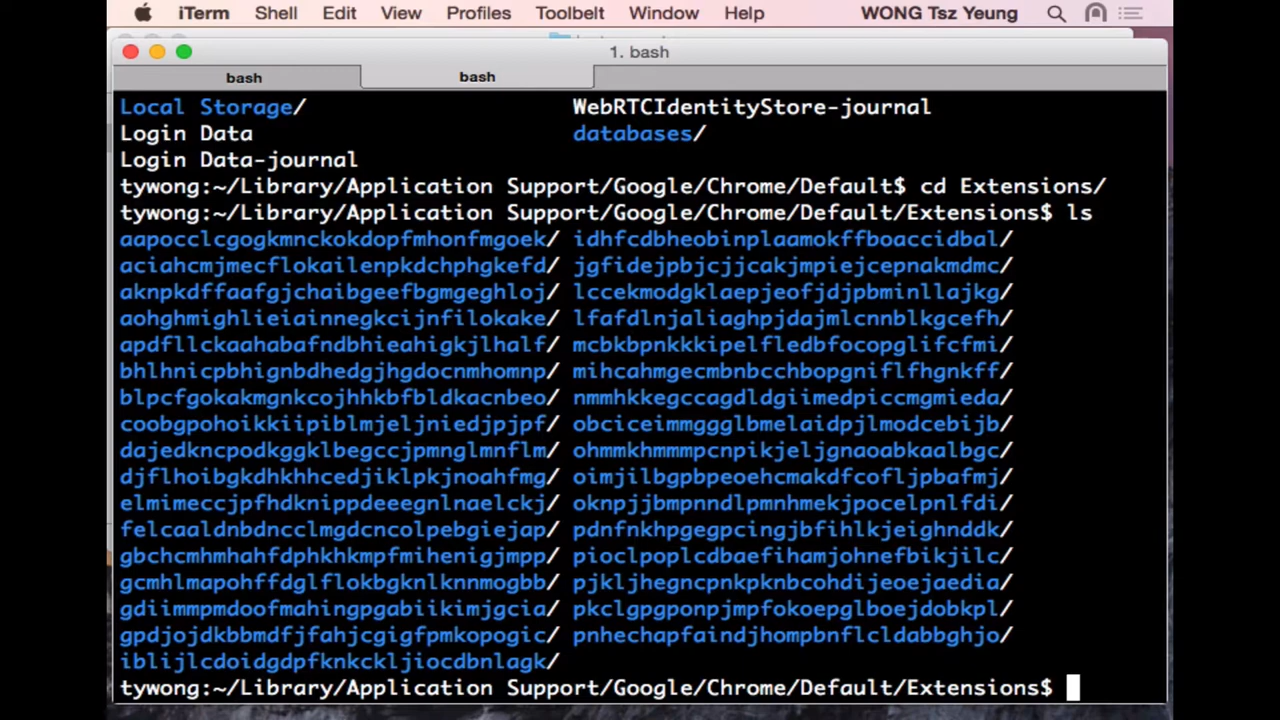 iTerm Shell Edit View Profiles Toolbelt Window Help WONG Tsz Yeung
1. bash
bash bash
Local Storage/ WebRTCIdentityStore-journal
Login Data databases/
Login Data-journal
tywong:~/Library/Application Support/Google/Chrome/Default$ cd Extensions/
tywong:~/Library/Application Support/Google/Chrome/Default/Extensions$ ls
aapocclcgogkmnckokdopfmhonfmgoek/ idhfcdbheobinplaamokffboaccidbal/
aciahcmjmecflokailenpkdchphgkefd/ jgfidejpbjcjjcakjmpiejcepnakmdmc/
aknpkdffaafgjchaibgeefbgmgeghloj/ lccekmodgklaepjeofjdjpbminllajkg/
aohghmighlieiainnegkcijnfilokake/ lfafdlnjaliaghpjdajmlcnnblkgcefh/
apdfllckaahabafndbhieahigkjlhalf/ mcbkbpnkkkipelfledbfocopglifcfmi/
bhlhnicpbhignbdhedgjhgdocnmhomnp/ mihcahmgecmbnbcchbopgniflfhgnkff/
blpcfgokakmgnkcojhhkbfbldkacnbeo/ nmmhkkegccagdldgiimedpiccmgmieda/
coobgpohoikkiipiblmjeljniedjpjpf/ obciceimmggglbmelaidpjlmodcebijb/
dajedkncpodkggklbegccjpmnglmnflm/ ohmmkhmmmpcnpikjeljgnaoabkaalbgc/
djflhoibgkdhkhhcedjiklpkjnoahfmg/ oimjilbgpbpeoehcmakdfcofljpbafmj/
elmimeccjpfhdknippdeeegnlnaelckj/ oknpjjbmpnndlpmnhmekjpocelpnlfdi/
felcaaldnbdncclmgdcncolpebgiejap/ pdnfnkhpgegpcingjbfihlkjeighnddk/
gbchcmhmhahfdphkhkmpfmihenigjmpp/ pioclpoplcdbaefihamjohnefbikjilc/
gcmhlmapohffdglflokbgknlknnmogbb/ pjkljhegncpnkpknbcohdijeoejaedia/
gdiimmpmdoofmahingpgabiikimjgcia/ pkclgpgponpjmpfokoepglboejdobkpl/
gpdjojdkbbmdfjfahjcgigfpmkopogic/ pnhechapfaindjhompbnflcldabbghjo/
iblijlcdoidgdpfknkckljiocdbnlagk/
tywong:~/Library/Application Support/Google/Chrome/Default/Extensions$